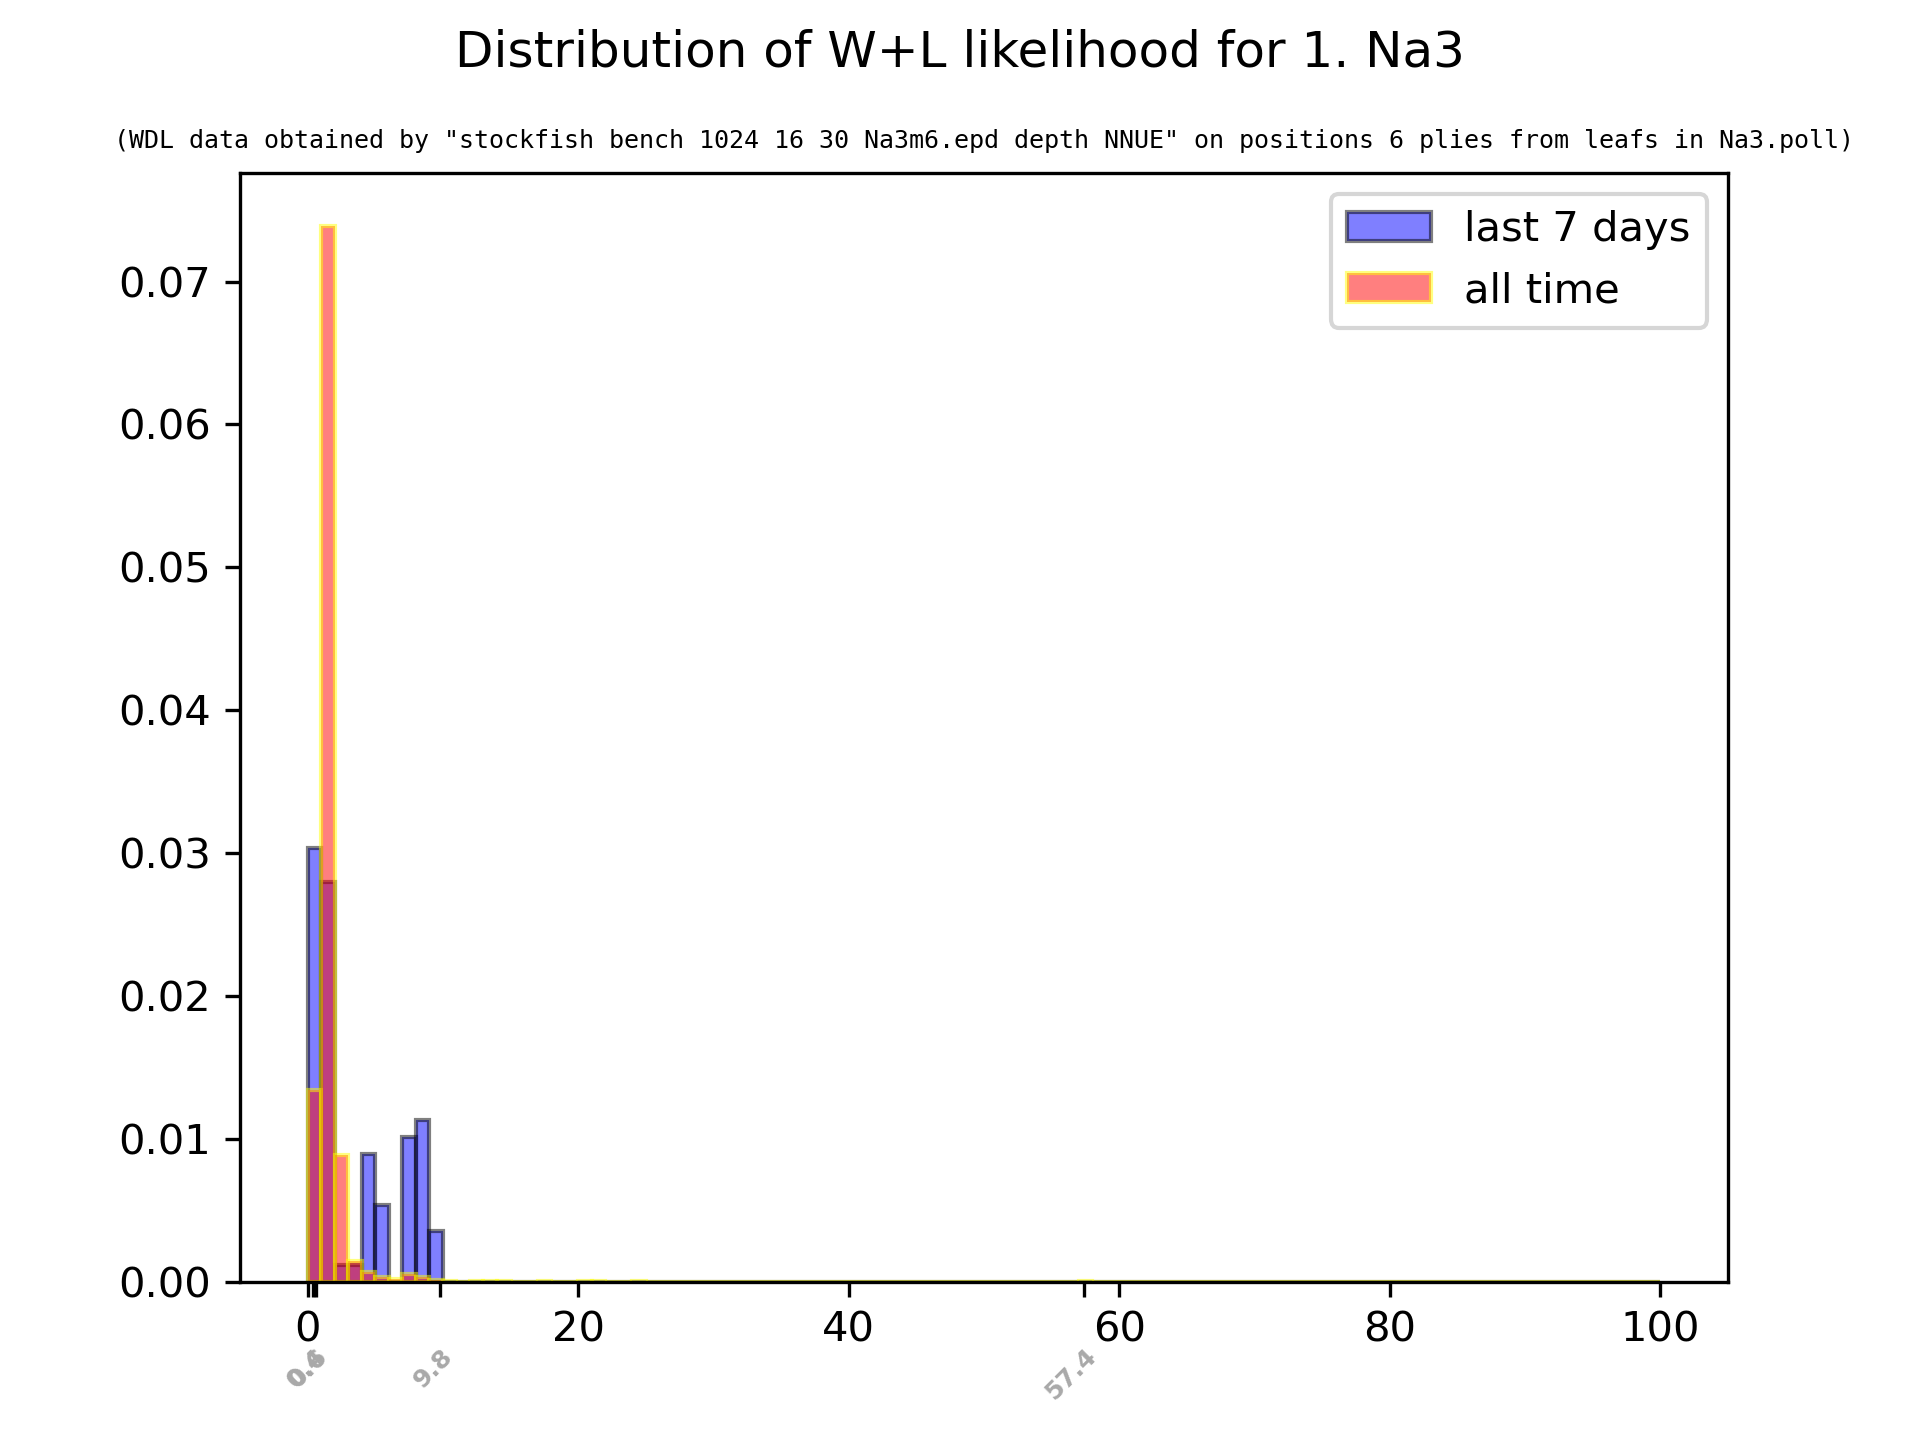 Distribution of W+L likelihood for 1. Na3
(WDL data obtained by "stockfish bench 1024 16 30 Na3m6.epd depth NNUE" on positions 6 plies from leafs in Na3.poll)
last 7 days
all time
0.07
0.06
0.05
0.04
0.03
0.02
0.01
0.00
0 20 40 60 80 100
9.8 57.4